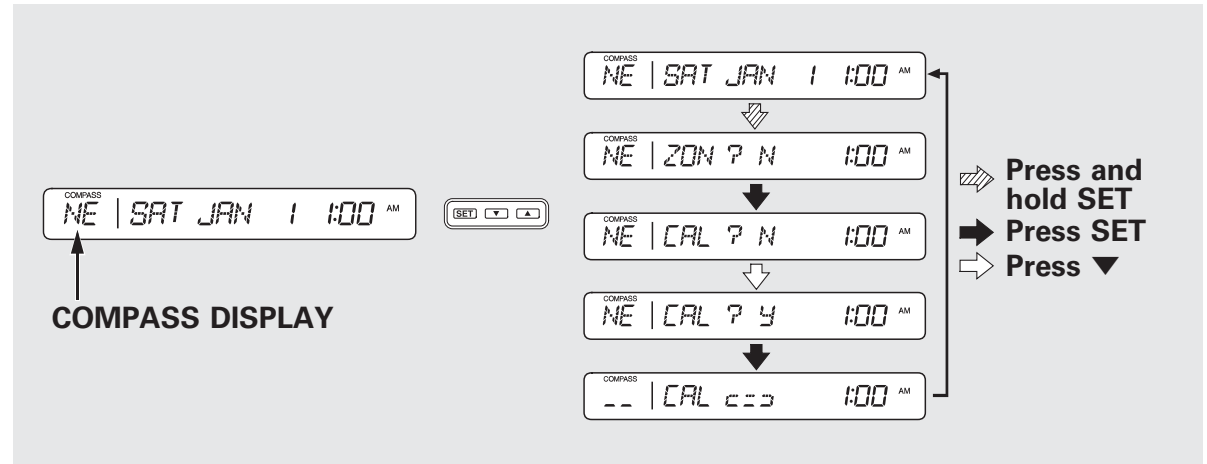 COMPASS
NE | SAT JAN 1 1:00 AM
SET ▼ ▲
COMPASS DISPLAY
COMPASS
NE | SAT JAN 1 1:00 AM
COMPASS
NE | ZON ? N 1:00 AM
COMPASS
NE | CAL ? N 1:00 AM
COMPASS
NE | CAL ? Y 1:00 AM
COMPASS
-- | CAL 1:00 AM
Press and
hold SET
Press SET
Press ▼